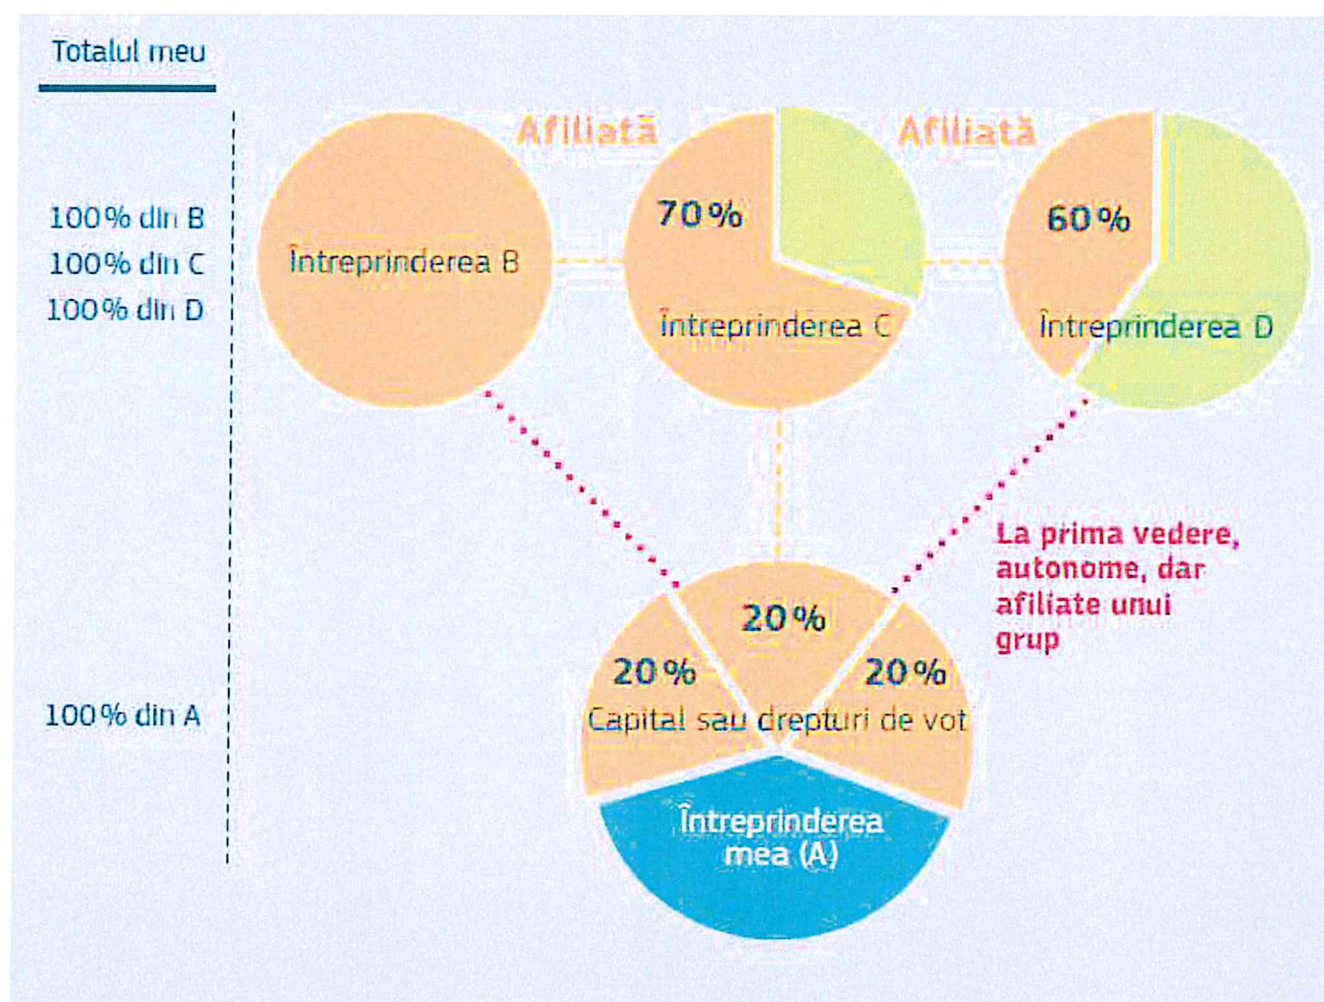 Totalul meu
Afiliată
Afiliată
100% din B
100% din C
100% din D
Întreprinderea B
70%
Întreprinderea C
60%
Întreprinderea D
La prima vedere,
autonome, dar
afiliate unui
grup
20%
20%
20%
Capital sau drepturi de vot
100% din A
Întreprinderea
mea (A)